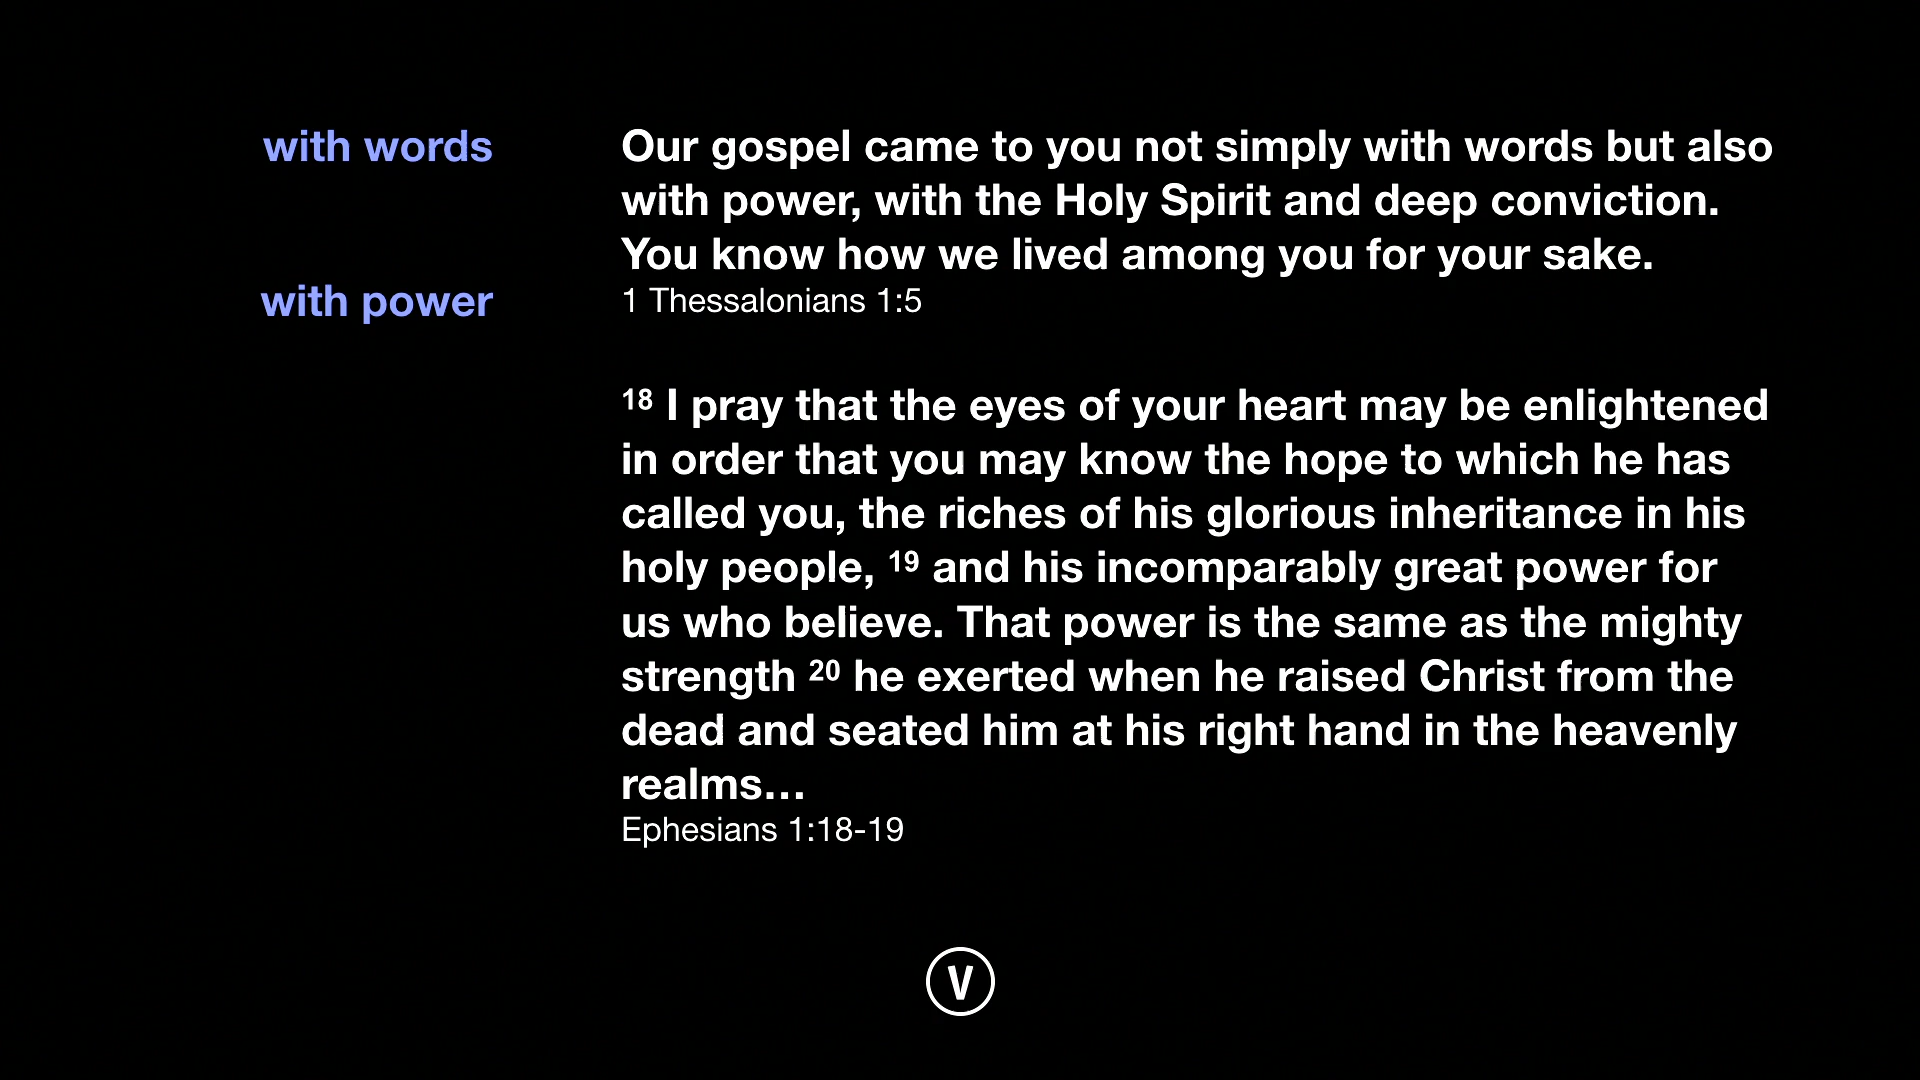 with words
with power
Our gospel came to you not simply with words but also
with power, with the Holy Spirit and deep conviction.
You know how we lived among you for your sake.
1 Thessalonians 1:5
18 I pray that the eyes of your heart may be enlightened
in order that you may know the hope to which he has
called you, the riches of his glorious inheritance in his
holy people, 19 and his incomparably great power for
us who believe. That power is the same as the mighty
strength 20 he exerted when he raised Christ from the
dead and seated him at his right hand in the heavenly
realms…
Ephesians 1:18-19
V